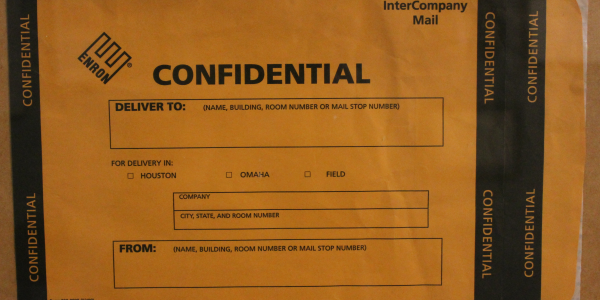 InterCompany
Mail
ENRON®
CONFIDENTIAL
DELIVER TO: (NAME, BUILDING, ROOM NUMBER OR MAIL STOP NUMBER)
FOR DELIVERY IN:
☐ HOUSTON ☐ OMAHA ☐ FIELD
COMPANY
CITY, STATE, AND ROOM NUMBER
FROM: (NAME, BUILDING, ROOM NUMBER OR MAIL STOP NUMBER)
CONFIDENTIAL
CONFIDENTIAL
CONFIDENTIAL
CONFIDENTIAL
CONFIDENTIAL
CONFIDENTIAL